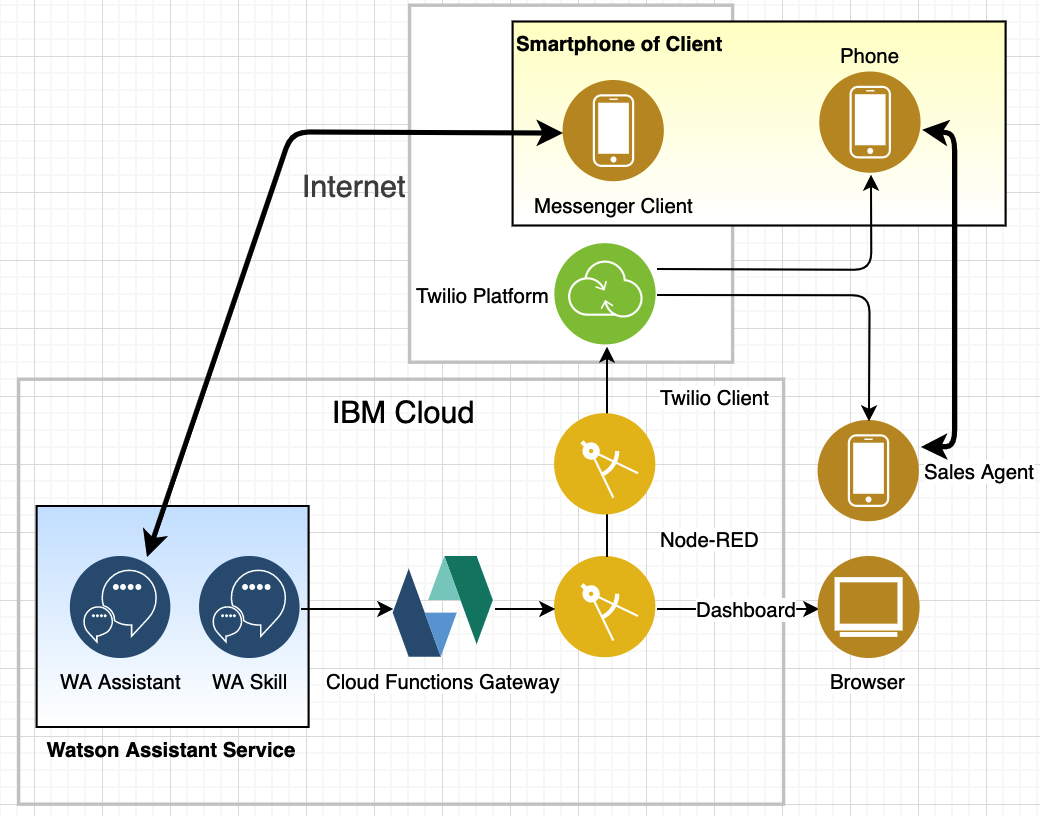 Smartphone of Client
Phone
Internet
Messenger Client
Twilio Platform
Twilio Client
IBM Cloud
Sales Agent
Node-RED
Dashboard
WA Assistant
WA Skill
Cloud Functions Gateway
Browser
Watson Assistant Service